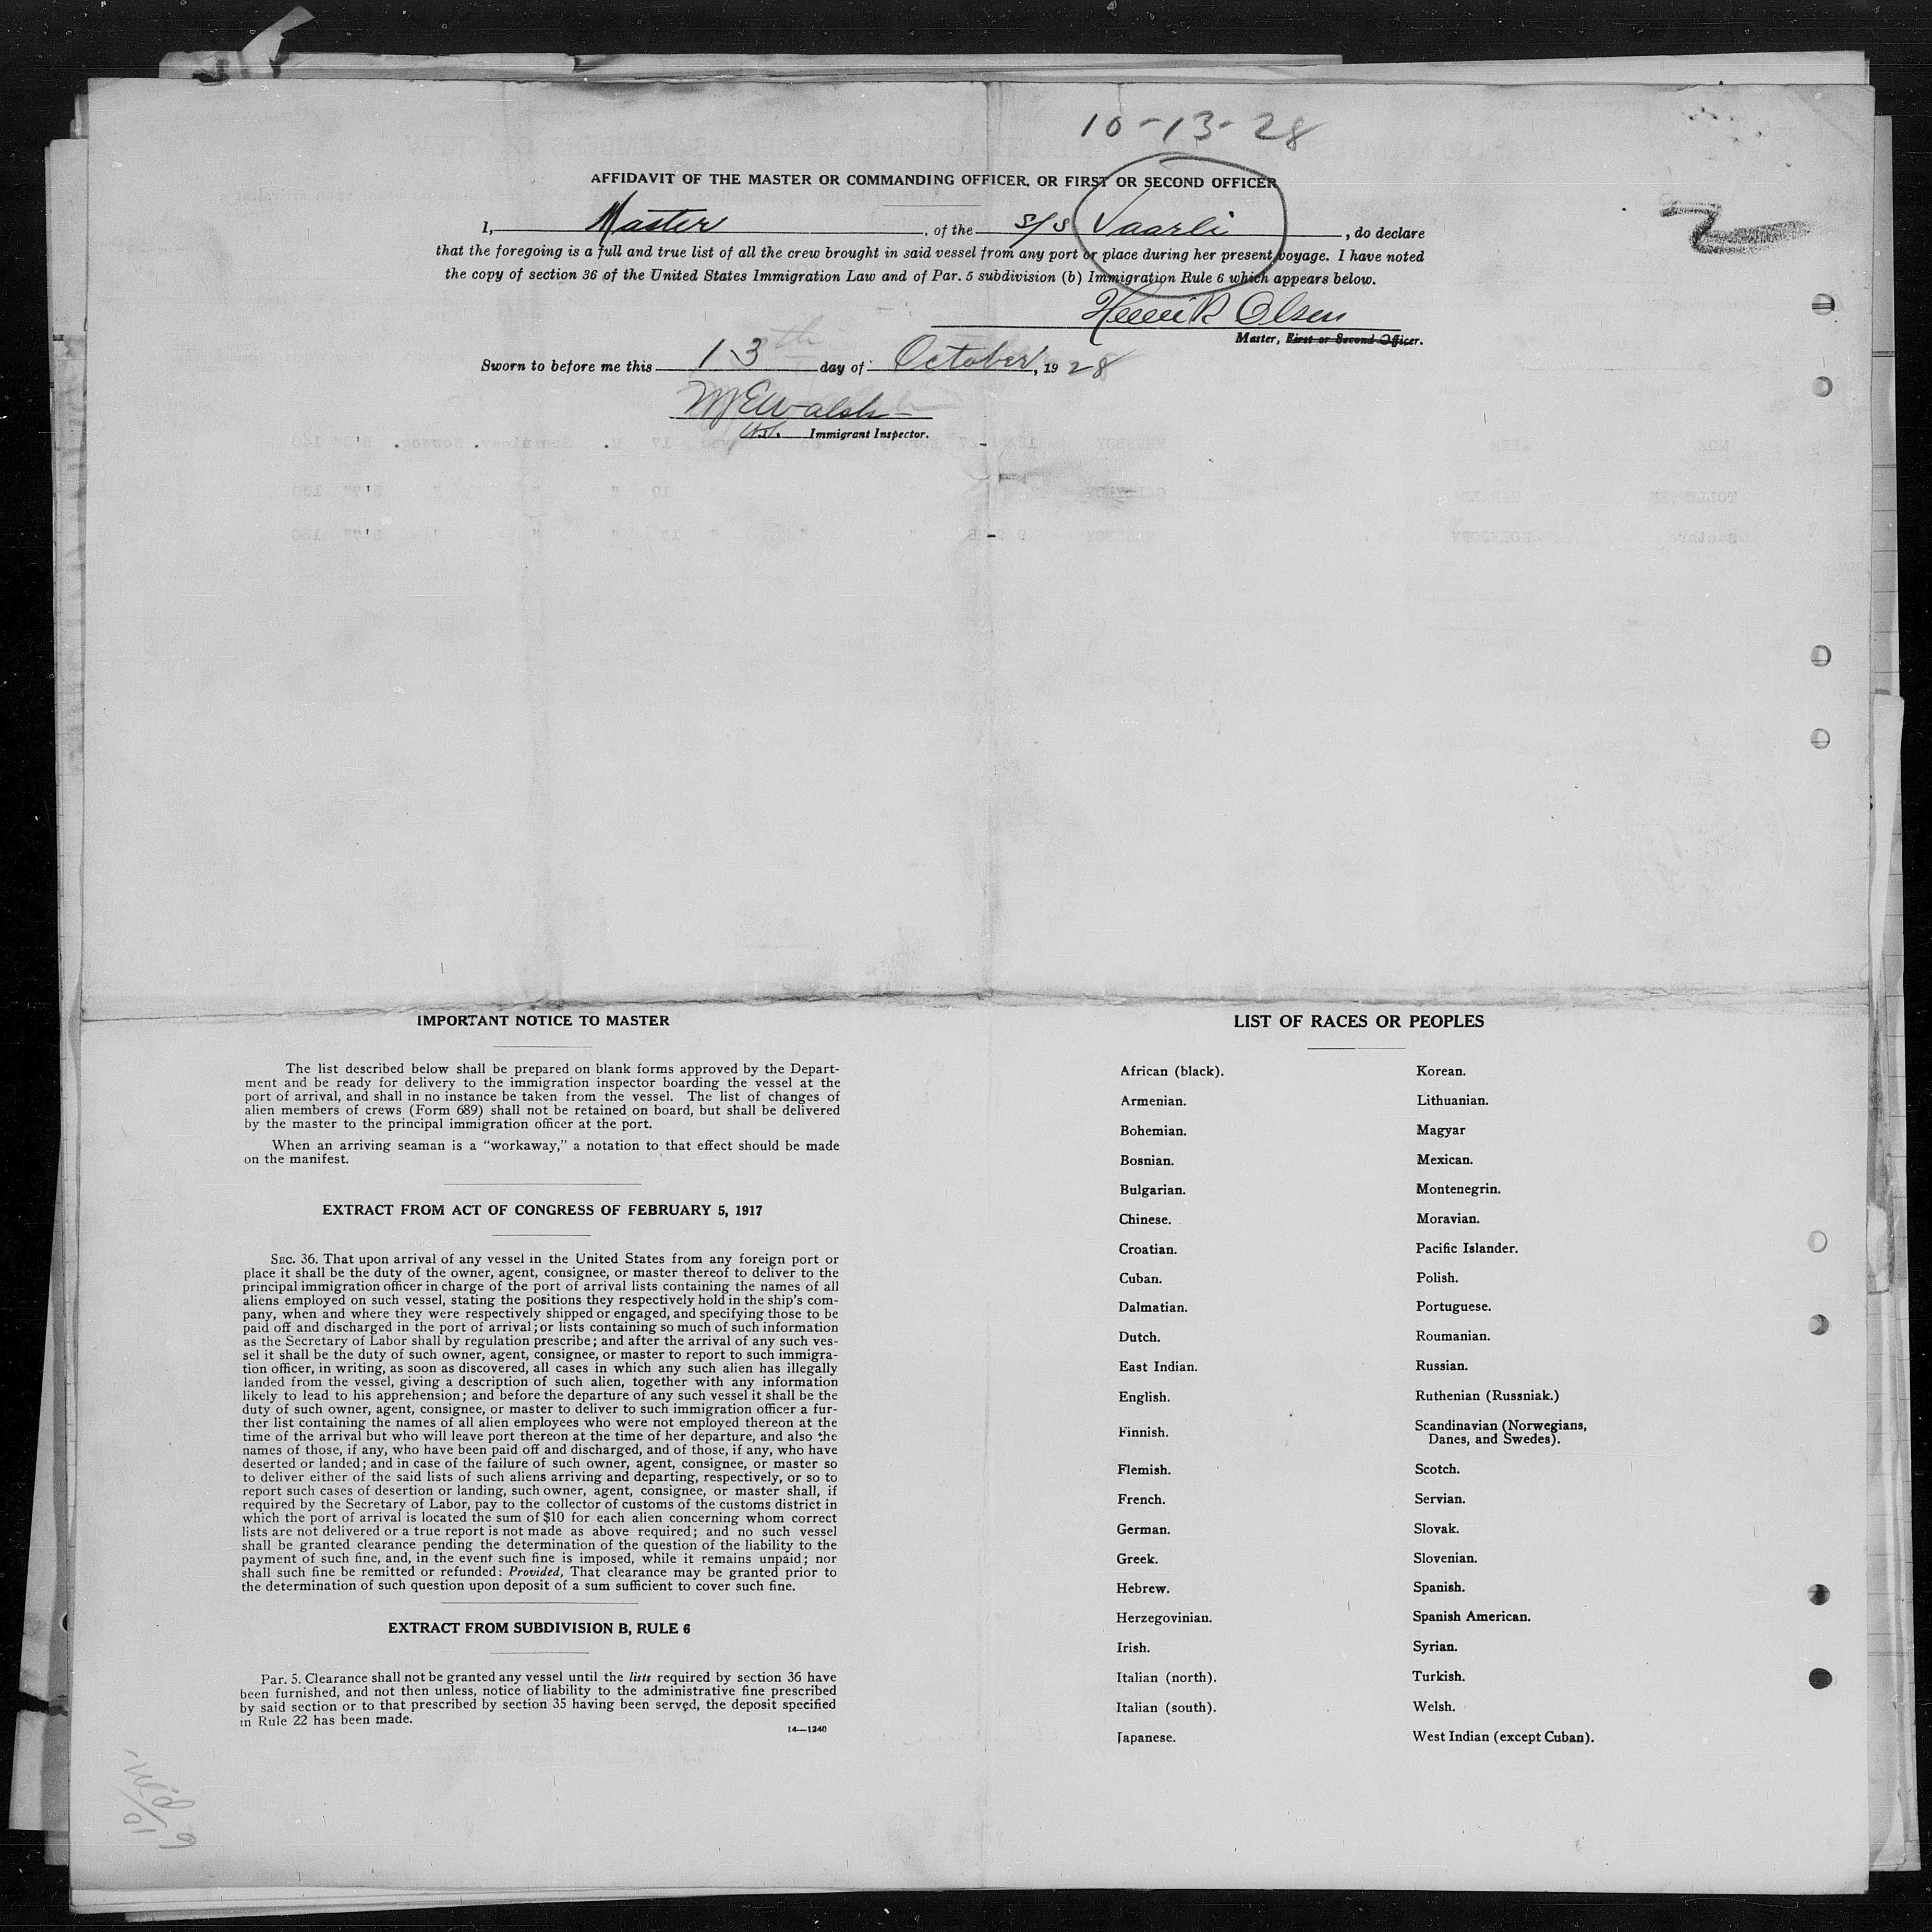 10-13-28
AFFIDAVIT OF THE MASTER OR COMMANDING OFFICER, OR FIRST OR SECOND OFFICER
I, Master, of the S/S Vaarli, do declare
that the foregoing is a full and true list of all the crew brought in said vessel from any port or place during her present voyage. I have noted
the copy of section 36 of the United States Immigration Law and of Par. 5 subdivision (b) Immigration Rule 6 which appears below.
Henrik Olsen
Master, First or Second Officer.
Sworn to before me this 13th day of October, 1928
M E Walsh
Immigrant Inspector.
2
IMPORTANT NOTICE TO MASTER
The list described below shall be prepared on blank forms approved by the Depart-
ment and be ready for delivery to the immigration inspector boarding the vessel at the
port of arrival, and shall in no instance be taken from the vessel. The list of changes of
alien members of crews (Form 689) shall not be retained on board, but shall be delivered
by the master to the principal immigration officer at the port.
When an arriving seaman is a "workaway," a notation to that effect should be made
on the manifest.
EXTRACT FROM ACT OF CONGRESS OF FEBRUARY 5, 1917
SEC. 36. That upon arrival of any vessel in the United States from any foreign port or
place it shall be the duty of the owner, agent, consignee, or master thereof to deliver to the
principal immigration officer in charge of the port of arrival lists containing the names of all
aliens employed on such vessel, stating the positions they respectively hold in the ship's com-
pany, when and where they were respectively shipped or engaged, and specifying those to be
paid off and discharged in the port of arrival; or lists containing so much of such information
as the Secretary of Labor shall by regulation prescribe; and after the arrival of any such ves-
sel it shall be the duty of such owner, agent, consignee, or master to report to such immigra-
tion officer, in writing, as soon as discovered, all cases in which any such alien has illegally
landed from the vessel, giving a description of such alien, together with any information
likely to lead to his apprehension; and before the departure of any such vessel it shall be the
duty of such owner, agent, consignee, or master to deliver to such immigration officer a fur-
ther list containing the names of all alien employees who were not employed thereon at the
time of the arrival but who will leave port thereon at the time of her departure, and also the
names of those, if any, who have been paid off and discharged, and of those, if any, who have
deserted or landed; and in case of the failure of such owner, agent, consignee, or master so
to deliver either of the said lists of such aliens arriving and departing, respectively, or so to
report such cases of desertion or landing, such owner, agent, consignee, or master shall, if
required by the Secretary of Labor, pay to the collector of customs of the customs district in
which the port of arrival is located the sum of $10 for each alien concerning whom correct
lists are not delivered or a true report is not made as above required; and no such vessel
shall be granted clearance pending the determination of the question of the liability to the
payment of such fine, and, in the event such fine is imposed, while it remains unpaid; nor
shall such fine be remitted or refunded: Provided, That clearance may be granted prior to
the determination of such question upon deposit of a sum sufficient to cover such fine.
EXTRACT FROM SUBDIVISION B, RULE 6
Par. 5. Clearance shall not be granted any vessel until the lists required by section 36 have
been furnished, and not then unless, notice of liability to the administrative fine prescribed
by said section or to that prescribed by section 35 having been served, the deposit specified
in Rule 22 has been made.
14—1240
LIST OF RACES OR PEOPLES
African (black).
Armenian.
Bohemian.
Bosnian.
Bulgarian.
Chinese.
Croatian.
Cuban.
Dalmatian.
Dutch.
East Indian.
English.
Finnish.
Flemish.
French.
German.
Greek.
Hebrew.
Herzegovinian.
Irish.
Italian (north).
Italian (south).
Japanese.
Korean.
Lithuanian.
Magyar
Mexican.
Montenegrin.
Moravian.
Pacific Islander.
Polish.
Portuguese.
Roumanian.
Russian.
Ruthenian (Russniak.)
Scandinavian (Norwegians,
Danes, and Swedes).
Scotch.
Servian.
Slovak.
Slovenian.
Spanish.
Spanish American.
Syrian.
Turkish.
Welsh.
West Indian (except Cuban).